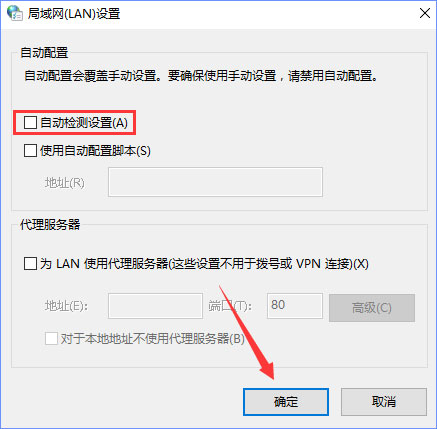 局域网(LAN)设置
自动配置
自动配置会覆盖手动设置。要确保使用手动设置，请禁用自动配置。
自动检测设置(A)
使用自动配置脚本(S)
地址(R)
代理服务器
为 LAN 使用代理服务器(这些设置不用于拨号或 VPN 连接)(X)
地址(E): 端口(T): 80 高级(C)
对于本地地址不使用代理服务器(B)
确定 取消